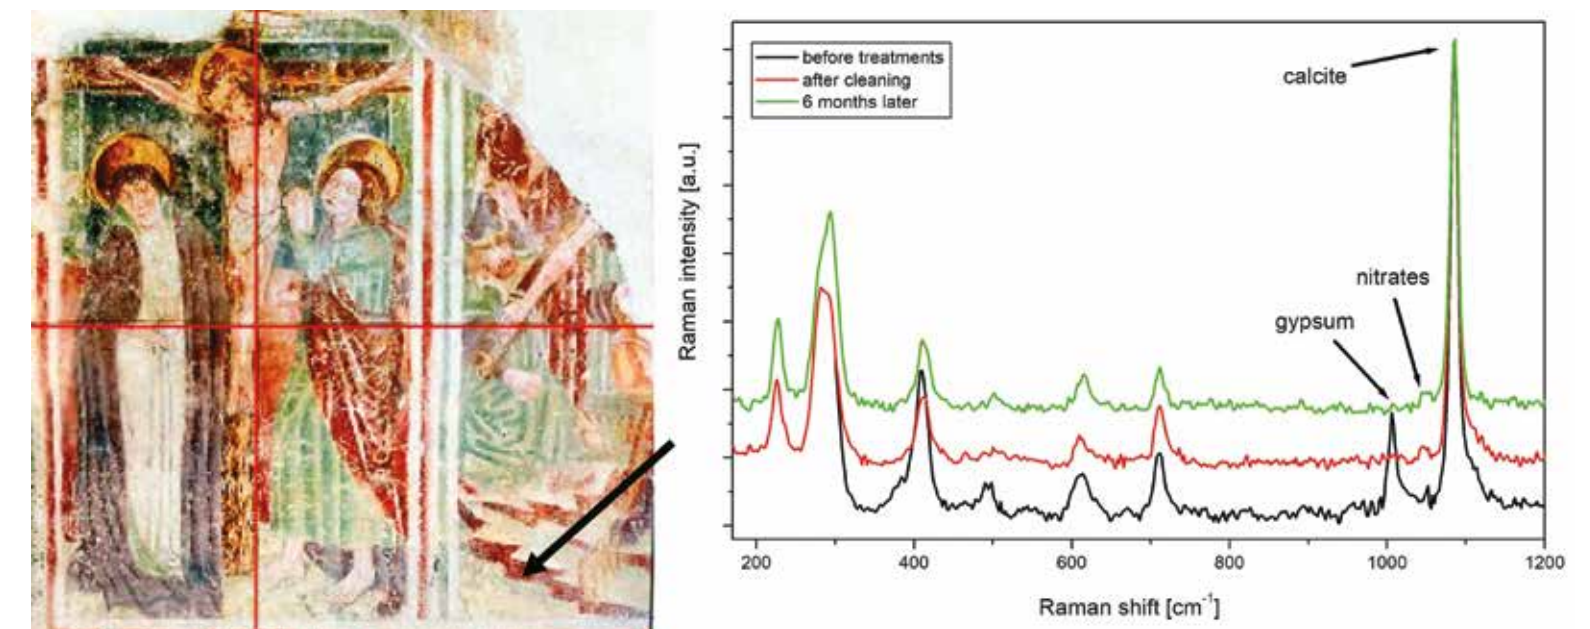 before treatments
after cleaning
6 months later
calcite
nitrates
gypsum
Raman intensity [a.u.]
200 400 600 800 1000 1200
Raman shift [cm⁻¹]